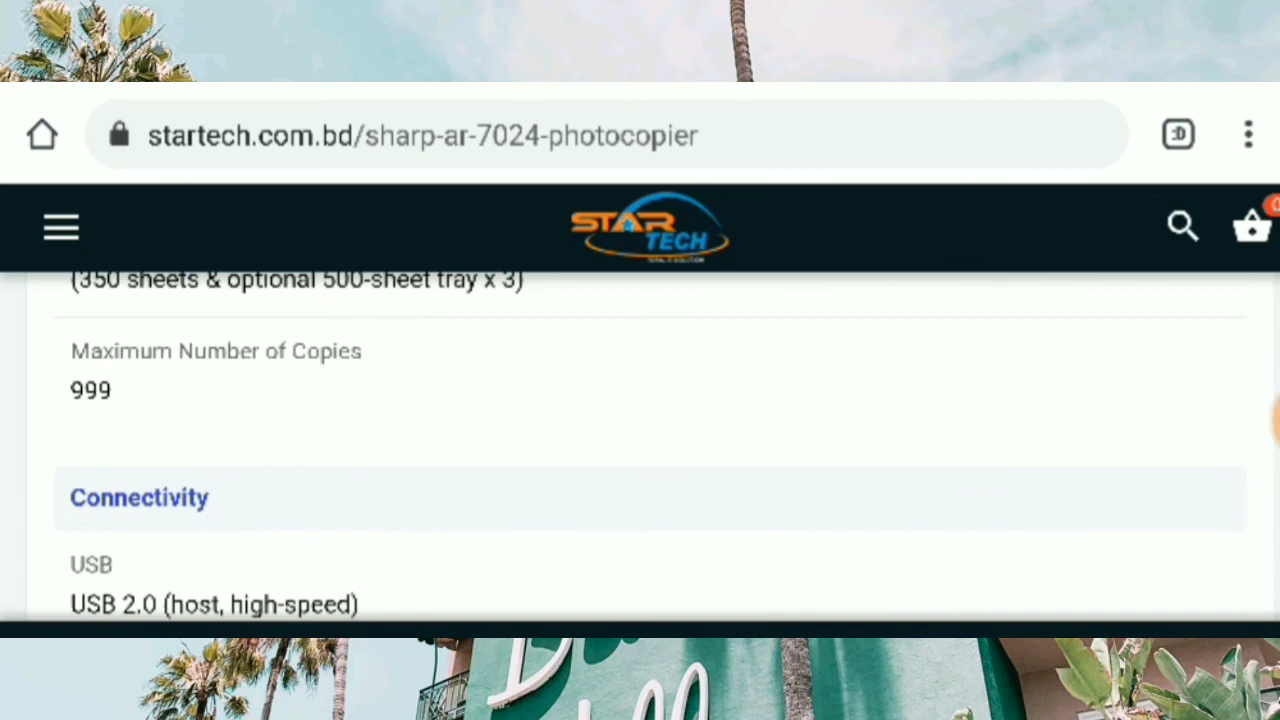 :D
startech.com.bd/sharp-ar-7024-photocopier
STAR
TECH
0
(350 sheets & optional 500-sheet tray x 3)
Maximum Number of Copies
999
Connectivity
USB
USB 2.0 (host, high-speed)